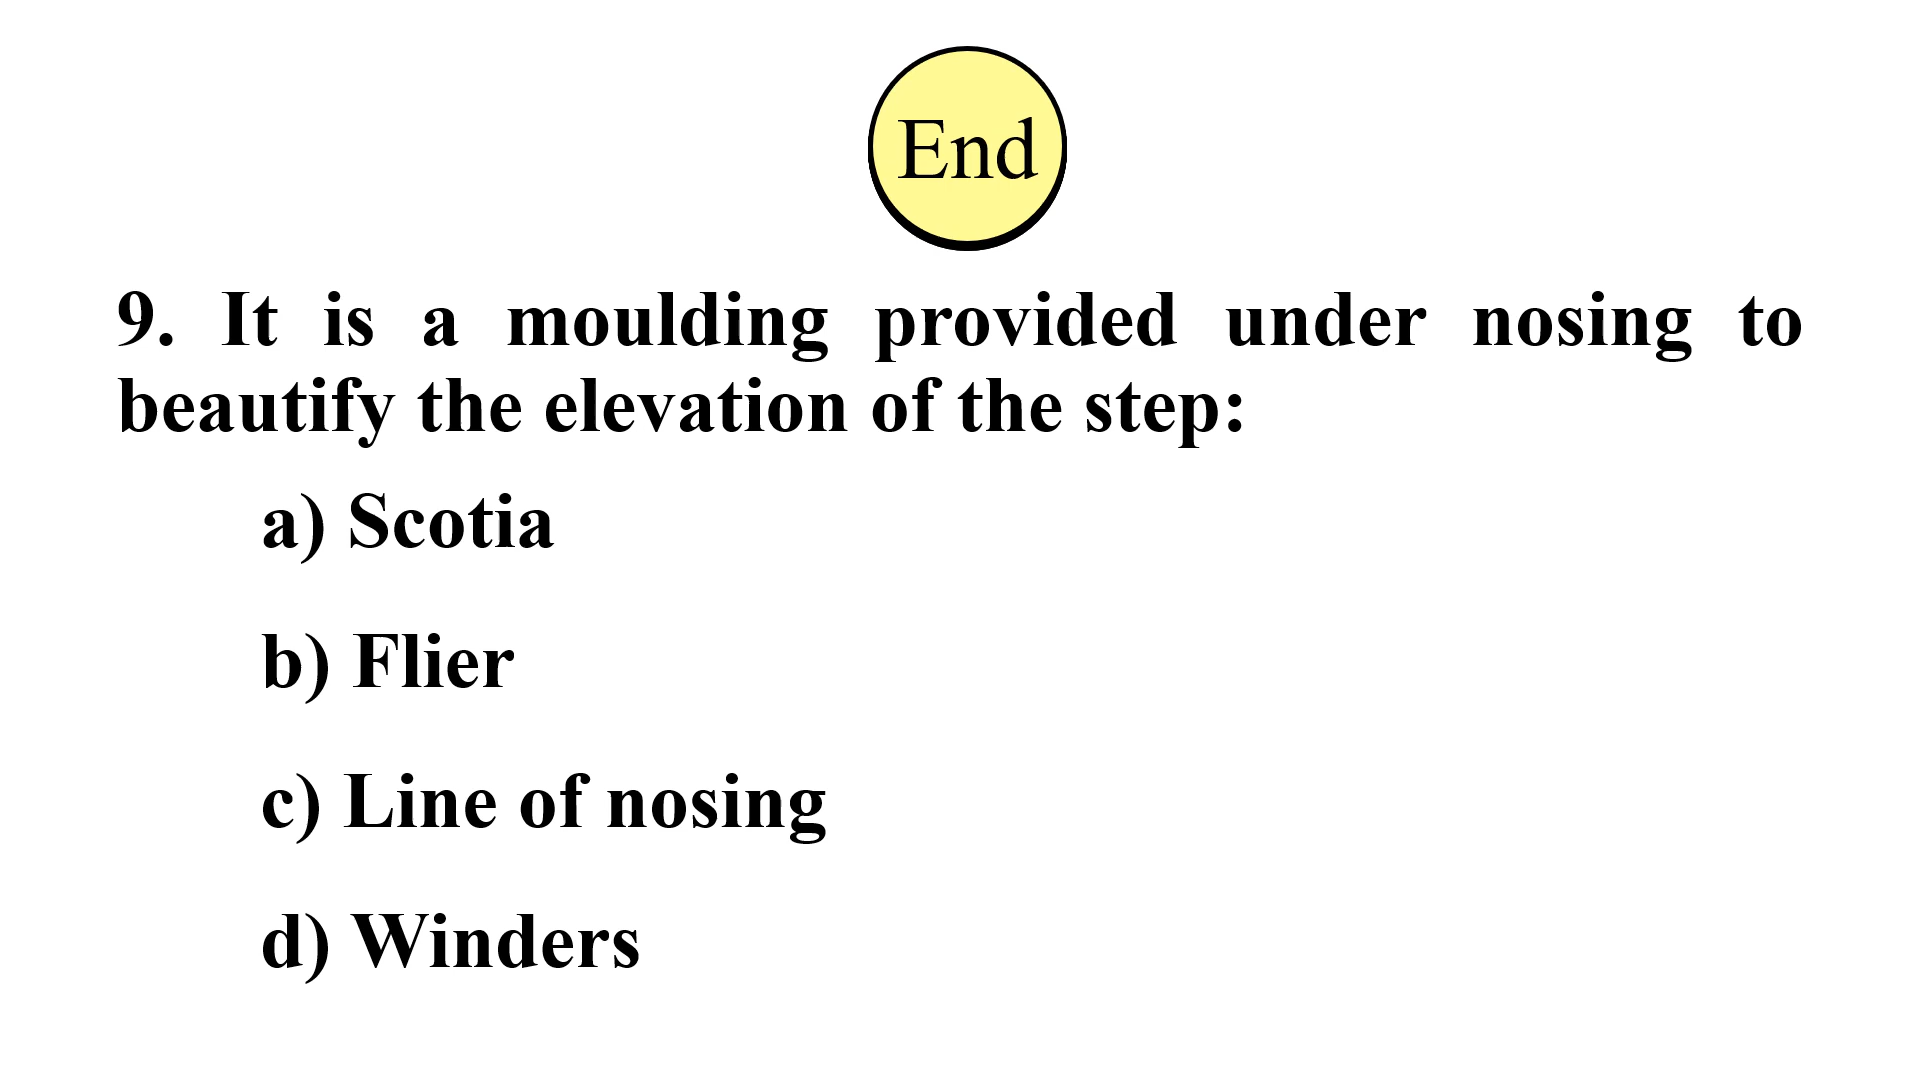 End
9. It is a moulding provided under nosing to
beautify the elevation of the step:
a) Scotia
b) Flier
c) Line of nosing
d) Winders